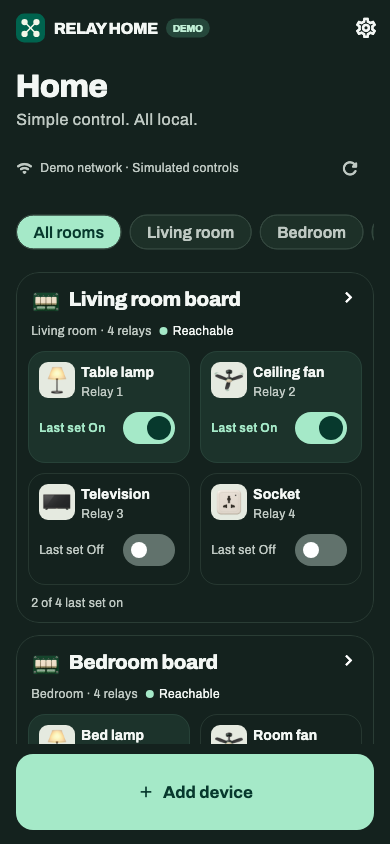 RELAYHOME DEMO
Home
Simple control. All local.
Demo network · Simulated controls
All rooms Living room Bedroom
Living room board
Living room · 4 relays Reachable
Table lamp
Relay 1
Last set On
Ceiling fan
Relay 2
Last set On
Television
Relay 3
Last set Off
Socket
Relay 4
Last set Off
2 of 4 last set on
Bedroom board
Bedroom · 4 relays Reachable
Bed lamp
Room fan
+ Add device